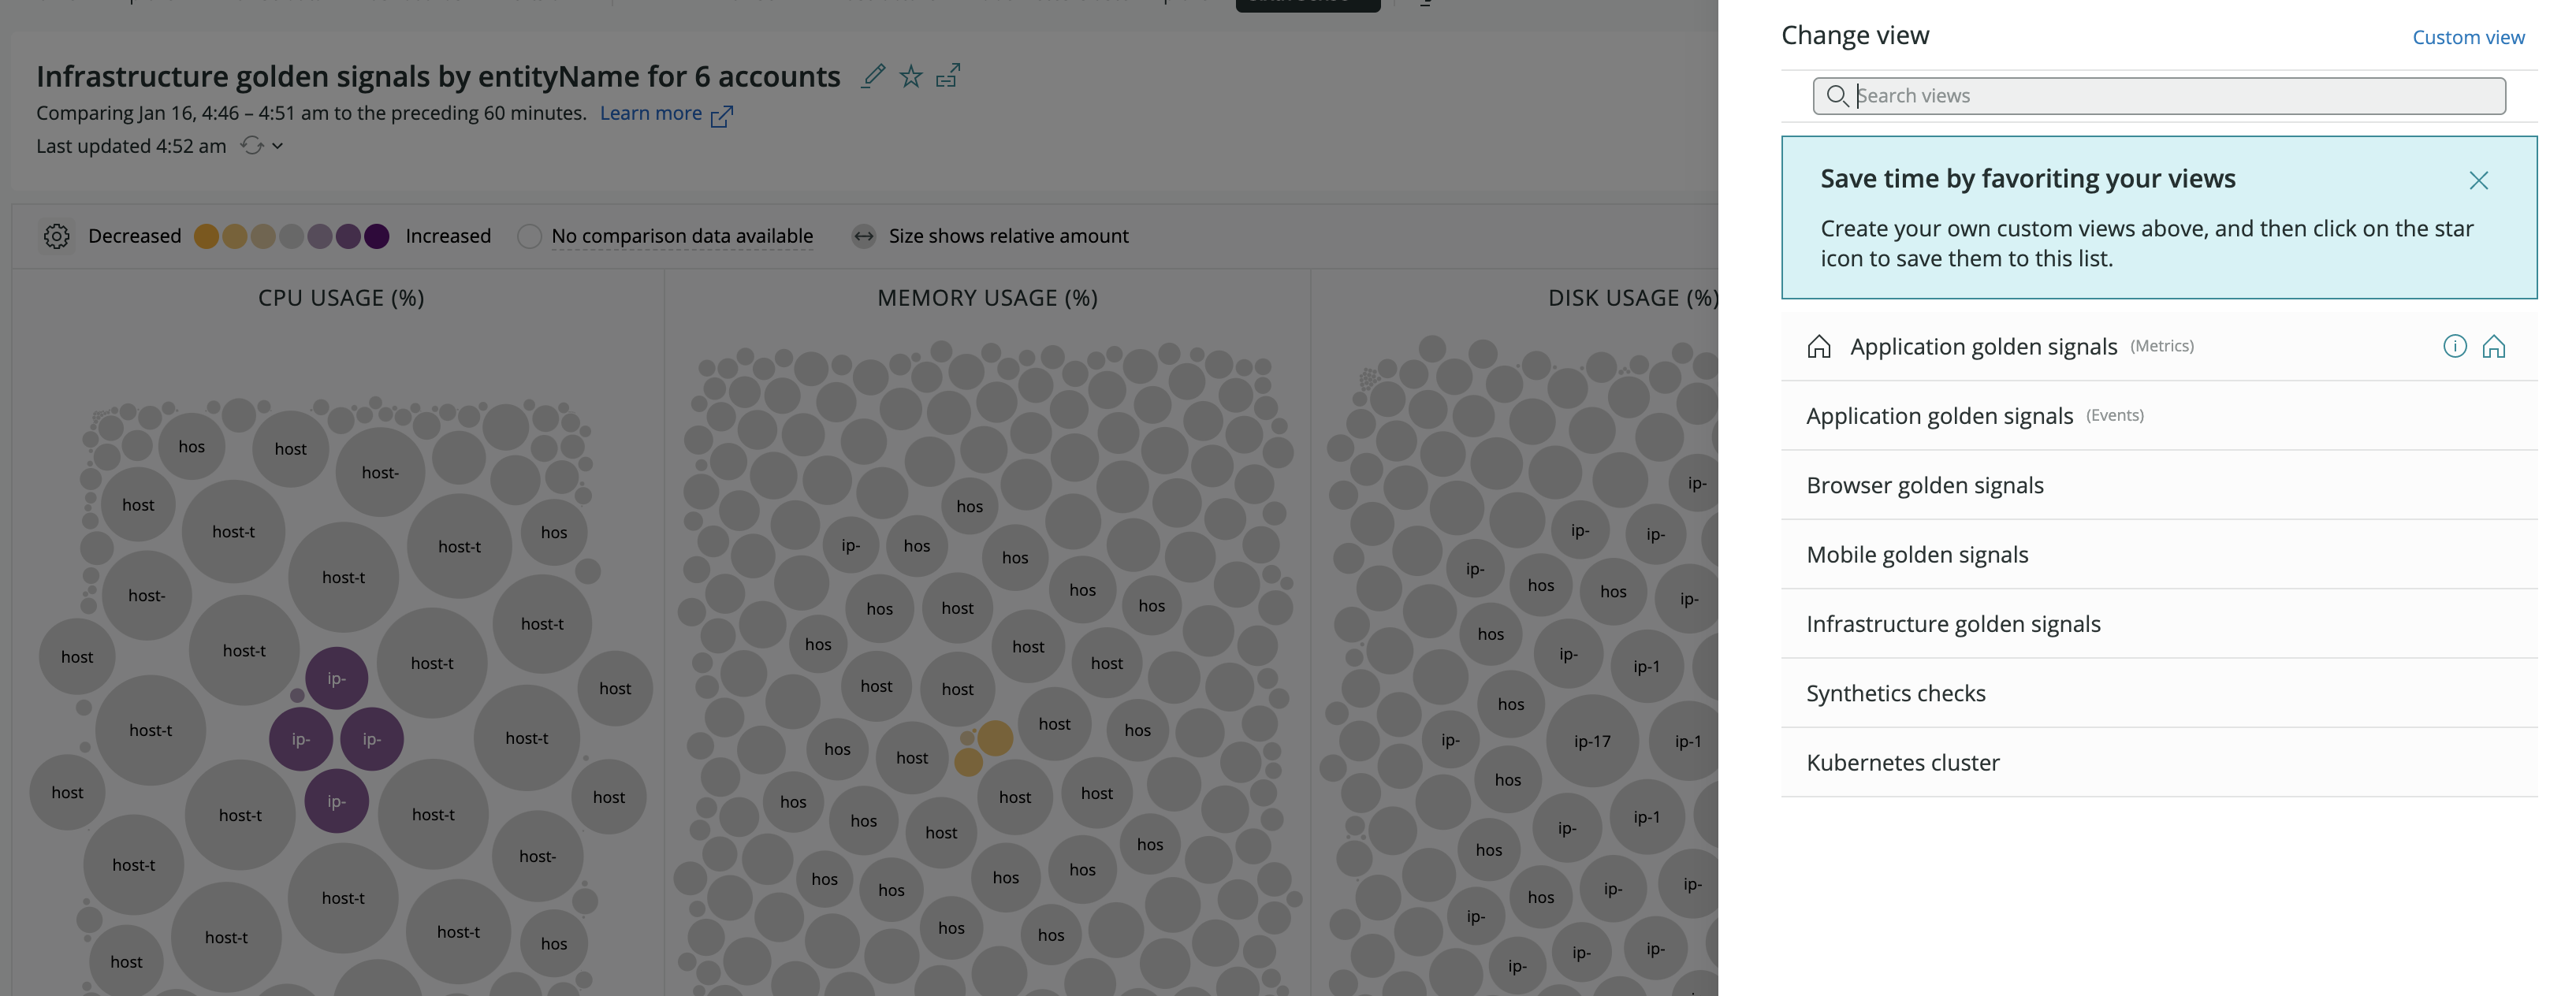 Infrastructure golden signals by entityName for 6 accounts
Comparing Jan 16, 4:46 – 4:51 am to the preceding 60 minutes. Learn more
Last updated 4:52 am
Decreased Increased No comparison data available Size shows relative amount
CPU USAGE (%)
hos
host
host-
host
host-t
host-t
hos
host-t
host-
host-t
host-t
host
host-t
ip-
host
host-t
ip-
ip-
host-t
host
ip-
host
host-t
host-t
host-t
host-
host-t
host-t
host-t
hos
host
MEMORY USAGE (%)
hos
ip-
hos
hos
hos
hos
hos
host
hos
host
host
host
host
host
hos
hos
host
hos
host
host
hos
host
hos
hos
hos
hos
hos
hos
hos
DISK USAGE (%)
ip-
ip-
ip-
ip-
hos
hos
ip-
hos
ip-
ip-1
hos
ip-
ip-17
ip-1
hos
ip-
ip-1
hos
hos
ip-
ip-
ip-
ip-
ip-
ip-
Change view
Custom view
Search views
Save time by favoriting your views
Create your own custom views above, and then click on the star
icon to save them to this list.
Application golden signals (Metrics)
Application golden signals (Events)
Browser golden signals
Mobile golden signals
Infrastructure golden signals
Synthetics checks
Kubernetes cluster